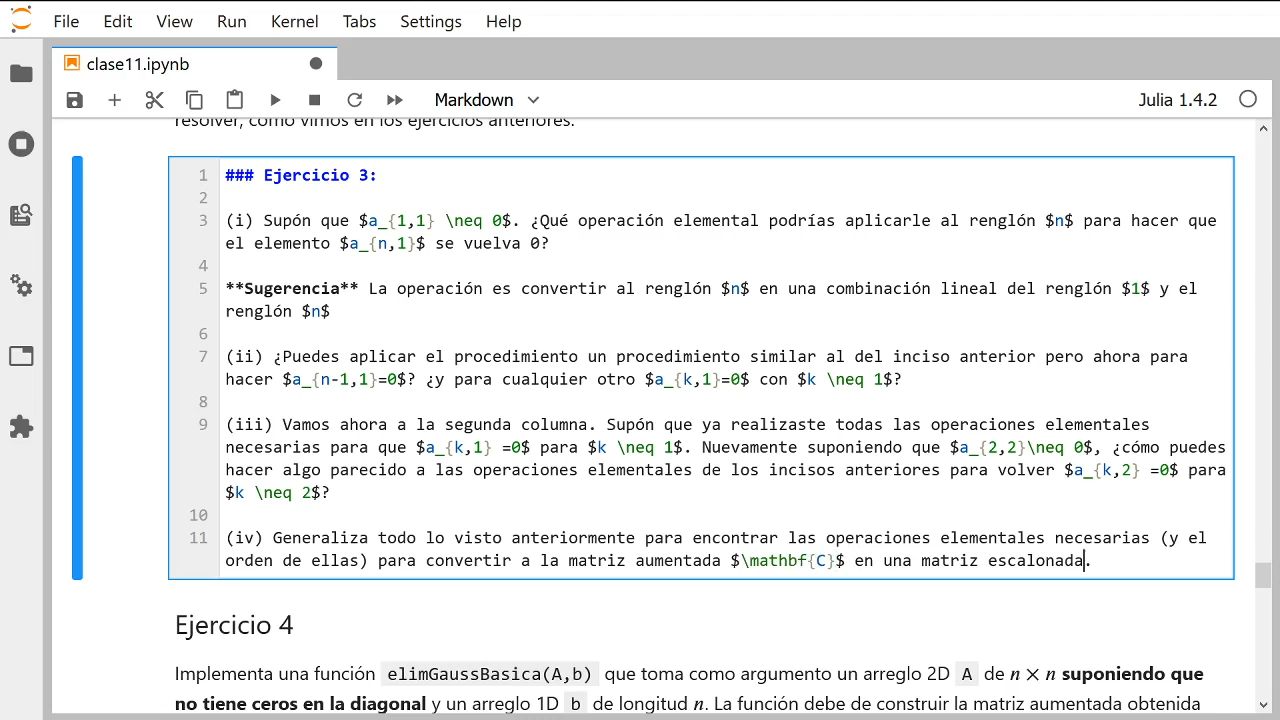 File Edit View Run Kernel Tabs Settings Help
clase11.ipynb
Markdown
Julia 1.4.2
resolver, como vimos en los ejercicios anteriores.
1 ### Ejercicio 3:
2
3 (i) Supón que $a_{1,1} \neq 0$. ¿Qué operación elemental podrías aplicarle al renglón $n$ para hacer que
el elemento $a_{n,1}$ se vuelva 0?
4
5 **Sugerencia** La operación es convertir al renglón $n$ en una combinación lineal del renglón $1$ y el
renglón $n$
6
7 (ii) ¿Puedes aplicar el procedimiento un procedimiento similar al del inciso anterior pero ahora para
hacer $a_{n-1,1}=0$? ¿y para cualquier otro $a_{k,1}=0$ con $k \neq 1$?
8
9 (iii) Vamos ahora a la segunda columna. Supón que ya realizaste todas las operaciones elementales
necesarias para que $a_{k,1} =0$ para $k \neq 1$. Nuevamente suponiendo que $a_{2,2}\neq 0$, ¿cómo puedes
hacer algo parecido a las operaciones elementales de los incisos anteriores para volver $a_{k,2} =0$ para
$k \neq 2$?
10
11 (iv) Generaliza todo lo visto anteriormente para encontrar las operaciones elementales necesarias (y el
orden de ellas) para convertir a la matriz aumentada $\mathbf{C}$ en una matriz escalonada.
Ejercicio 4
Implementa una función elimGaussBasica(A,b) que toma como argumento un arreglo 2D A de n × n suponiendo que
no tiene ceros en la diagonal y un arreglo 1D b de longitud n. La función debe de construir la matriz aumentada obtenida